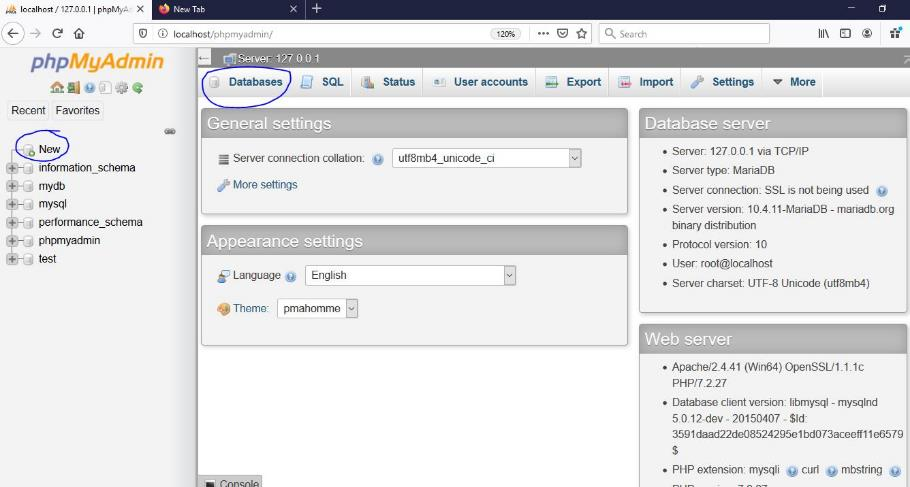 localhost / 127.0.0.1 | phpMyAd
New Tab
localhost/phpmyadmin/
120%
Search
phpMyAdmin
Recent
Favorites
New
information_schema
mydb
mysql
performance_schema
phpmyadmin
test
Server: 127.0.0.1
Databases
SQL
Status
User accounts
Export
Import
Settings
More
General settings
Server connection collation:
utf8mb4_unicode_ci
More settings
Appearance settings
Language
English
Theme:
pmahomme
Database server
Server: 127.0.0.1 via TCP/IP
Server type: MariaDB
Server connection: SSL is not being used
Server version: 10.4.11-MariaDB - mariadb.org
binary distribution
Protocol version: 10
User: root@localhost
Server charset: UTF-8 Unicode (utf8mb4)
Web server
Apache/2.4.41 (Win64) OpenSSL/1.1.1c
PHP/7.2.27
Database client version: libmysql - mysqlnd
5.0.12-dev - 20150407 - $Id:
3591daad22de08524295e1bd073aceeff11e6579
$
PHP extension: mysqli curl mbstring
Console